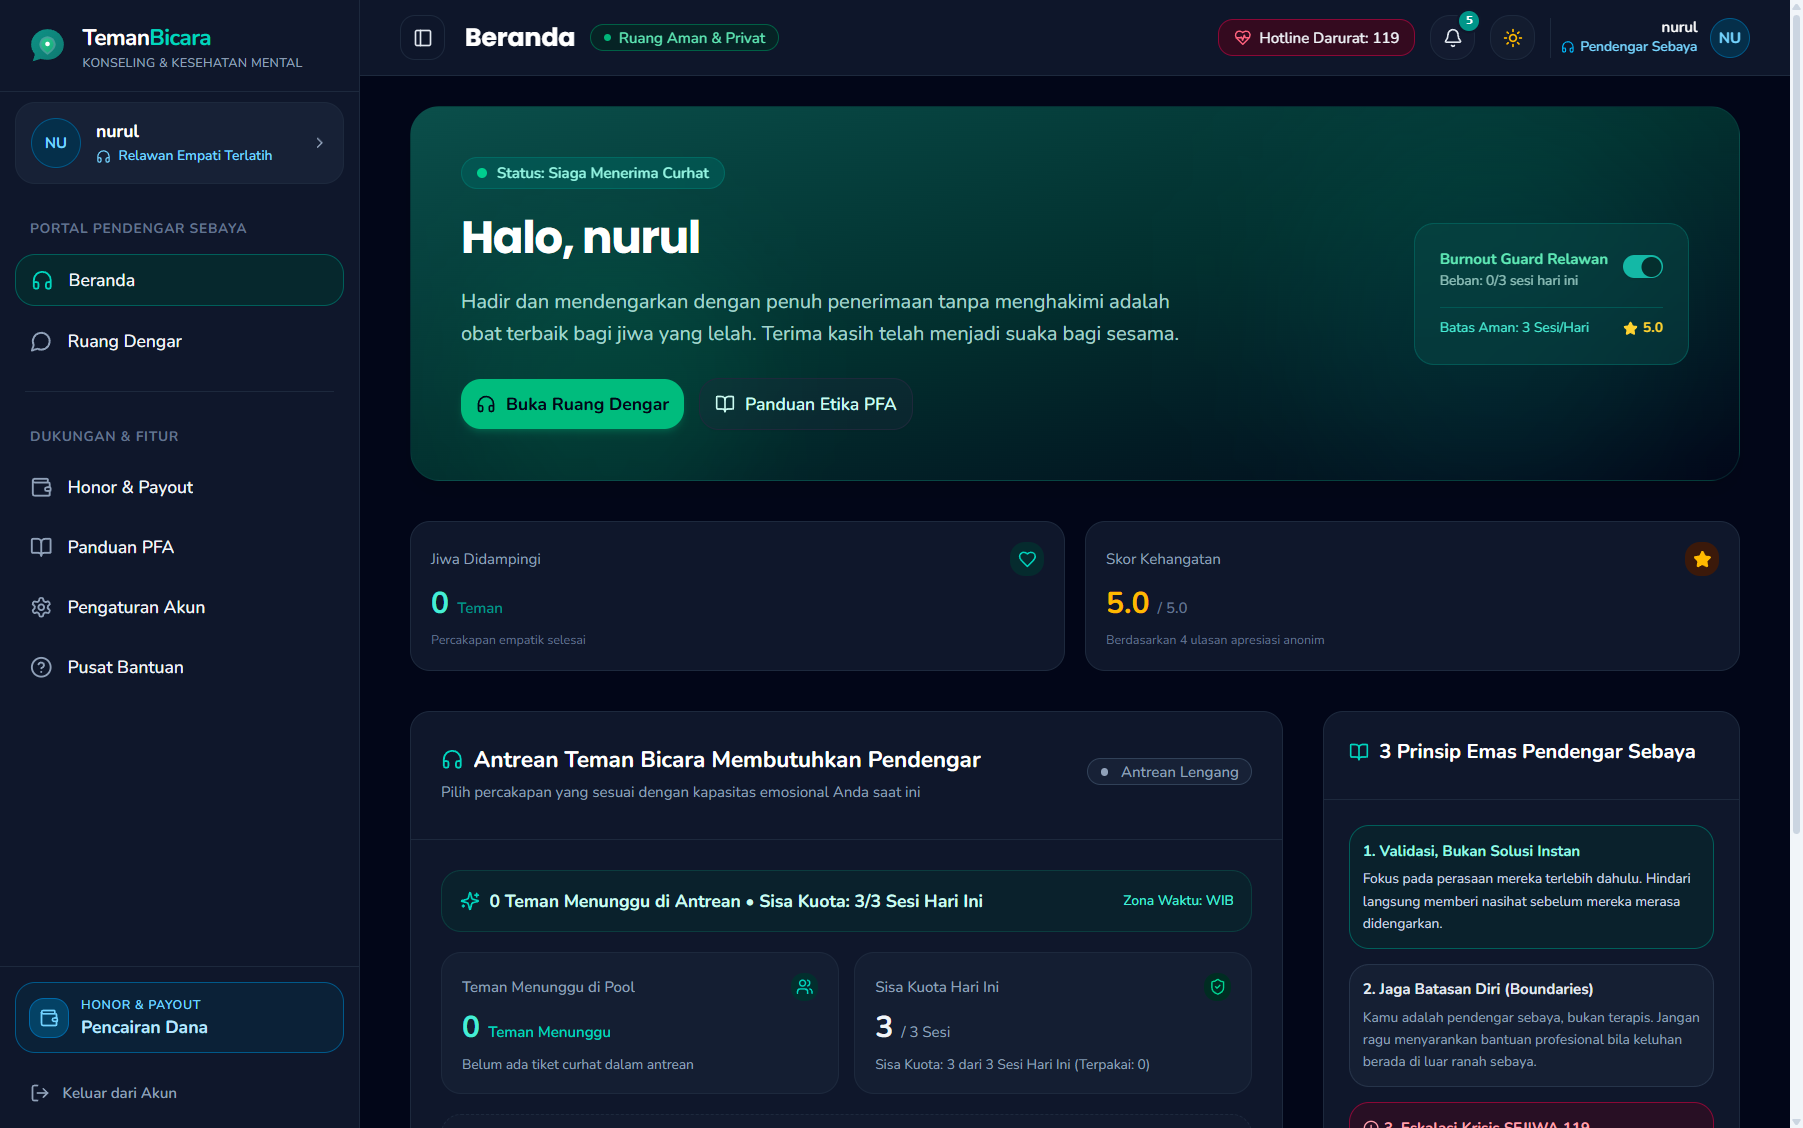 TemanBicara
KONSELING & KESEHATAN MENTAL
NU
nurul
Relawan Empati Terlatih
PORTAL PENDENGAR SEBAYA
Beranda
Ruang Dengar
DUKUNGAN & FITUR
Honor & Payout
Panduan PFA
Pengaturan Akun
Pusat Bantuan
HONOR & PAYOUT
Pencairan Dana
Keluar dari Akun
Beranda
Ruang Aman & Privat
Hotline Darurat: 119
5
nurul
Pendengar Sebaya
NU
Status: Siaga Menerima Curhat
Halo, nurul
Hadir dan mendengarkan dengan penuh penerimaan tanpa menghakimi adalah
obat terbaik bagi jiwa yang lelah. Terima kasih telah menjadi suaka bagi sesama.
Buka Ruang Dengar
Panduan Etika PFA
Burnout Guard Relawan
Beban: 0/3 sesi hari ini
Batas Aman: 3 Sesi/Hari
5.0
Jiwa Didampingi
0 Teman
Percakapan empatik selesai
Skor Kehangatan
5.0 / 5.0
Berdasarkan 4 ulasan apresiasi anonim
Antrean Teman Bicara Membutuhkan Pendengar
Pilih percakapan yang sesuai dengan kapasitas emosional Anda saat ini
Antrean Lengang
0 Teman Menunggu di Antrean • Sisa Kuota: 3/3 Sesi Hari Ini
Zona Waktu: WIB
Teman Menunggu di Pool
0 Teman Menunggu
Belum ada tiket curhat dalam antrean
Sisa Kuota Hari Ini
3 / 3 Sesi
Sisa Kuota: 3 dari 3 Sesi Hari Ini (Terpakai: 0)
3 Prinsip Emas Pendengar Sebaya
1. Validasi, Bukan Solusi Instan
Fokus pada perasaan mereka terlebih dahulu. Hindari
langsung memberi nasihat sebelum mereka merasa
didengarkan.
2. Jaga Batasan Diri (Boundaries)
Kamu adalah pendengar sebaya, bukan terapis. Jangan
ragu menyarankan bantuan profesional bila keluhan
berada di luar ranah sebaya.
3. Eskalasi Krisis SEJIWA 119